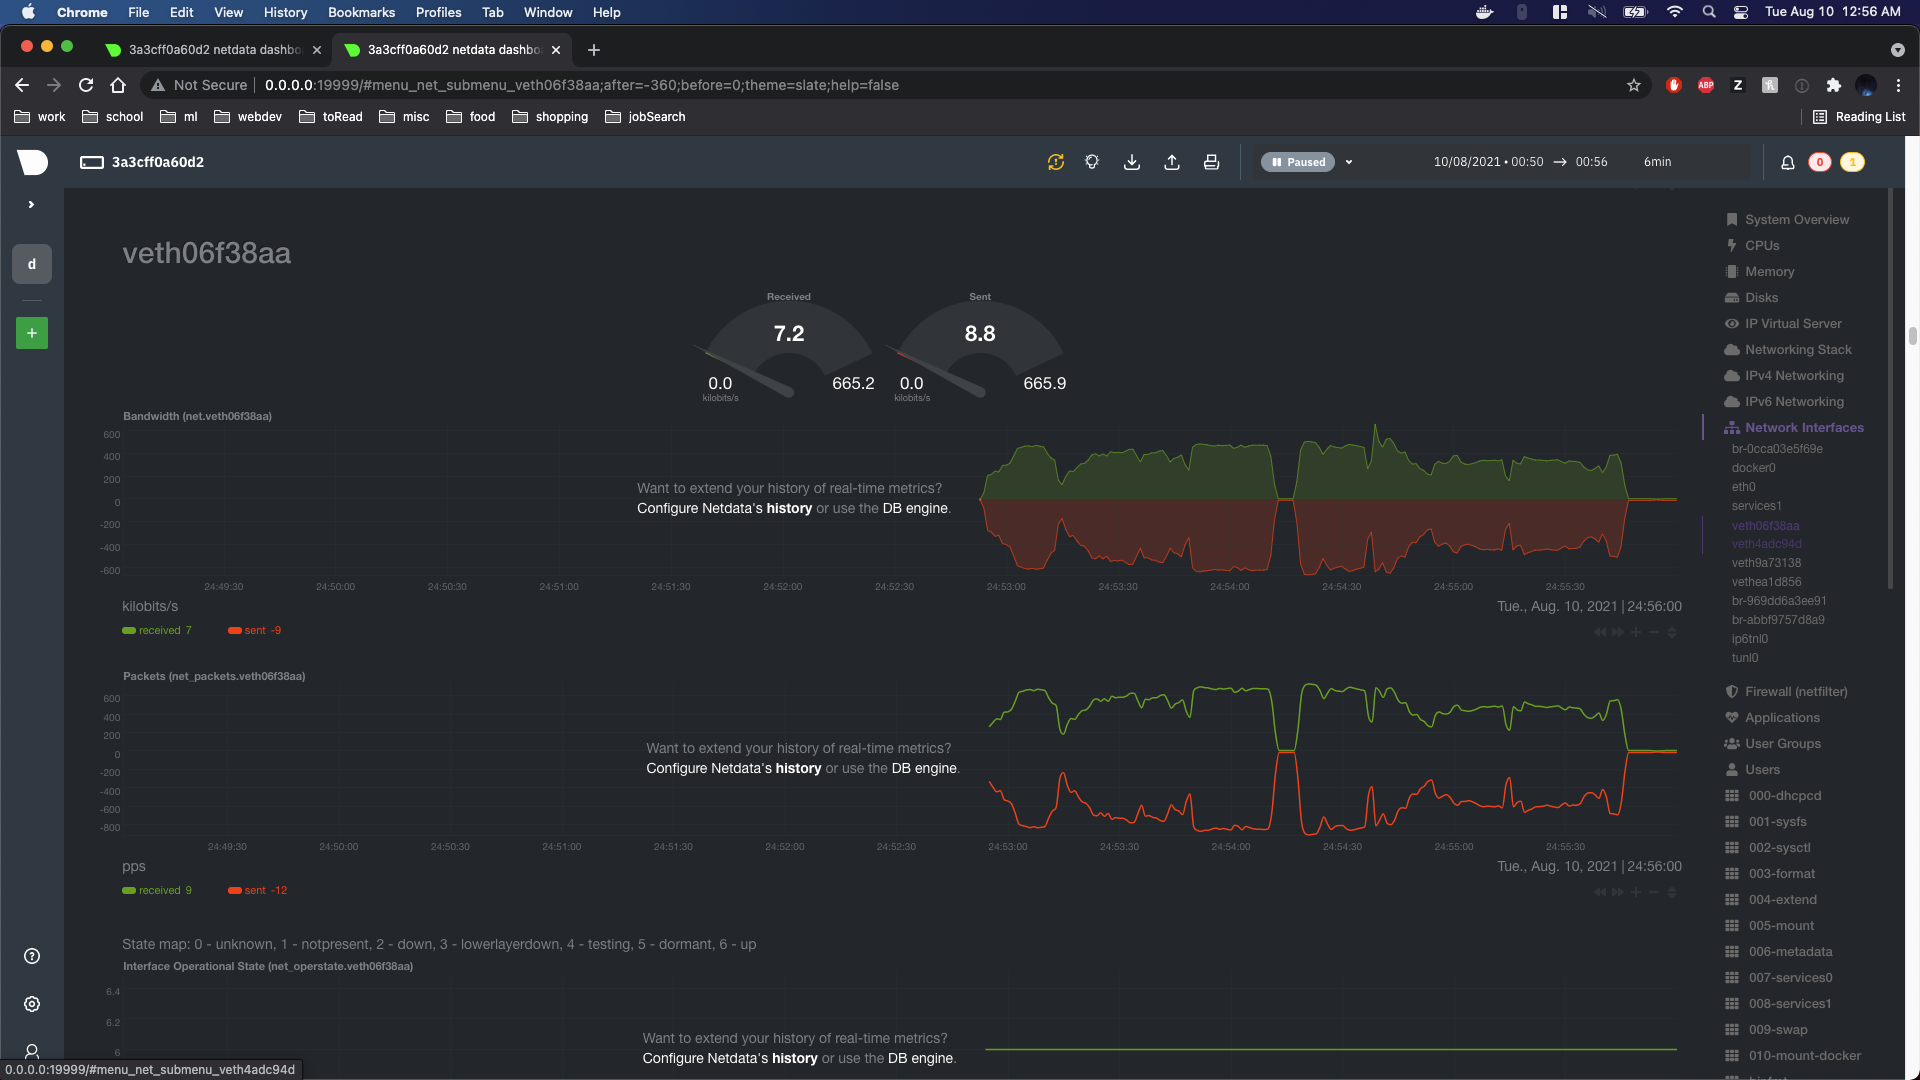 Chrome File Edit View History Bookmarks Profiles Tab Window Help Tue Aug 10 12:56 AM
3a3cff0a60d2 netdata dashbo 3a3cff0a60d2 netdata dashbo
Not Secure 0.0.0.0:19999/#menu_net_submenu_veth06f38aa;after=-360;before=0;theme=slate;help=false ABP Z
work school ml webdev toRead misc food shopping jobSearch Reading List
3a3cff0a60d2 Paused 10/08/2021 • 00:50 → 00:56 6min 0 1
d
+
veth06f38aa
Received Sent
7.2 8.8
0.0 665.2 0.0 665.9
kilobits/s kilobits/s
Bandwidth (net.veth06f38aa)
600
400
200
0
-200
-400
-600
Want to extend your history of real-time metrics?
Configure Netdata's history or use the DB engine.
24:49:30 24:50:00 24:50:30 24:51:00 24:51:30 24:52:00 24:52:30 24:53:00 24:53:30 24:54:00 24:54:30 24:55:00 24:55:30
kilobits/s Tue., Aug. 10, 2021 | 24:56:00
received 7 sent -9
Packets (net_packets.veth06f38aa)
600
400
200
0
-200
-400
-600
-800
Want to extend your history of real-time metrics?
Configure Netdata's history or use the DB engine.
24:49:30 24:50:00 24:50:30 24:51:00 24:51:30 24:52:00 24:52:30 24:53:00 24:53:30 24:54:00 24:54:30 24:55:00 24:55:30
pps Tue., Aug. 10, 2021 | 24:56:00
received 9 sent -12
State map: 0 - unknown, 1 - notpresent, 2 - down, 3 - lowerlayerdown, 4 - testing, 5 - dormant, 6 - up
Interface Operational State (net_operstate.veth06f38aa)
6.4
6.2
6
Want to extend your history of real-time metrics?
Configure Netdata's history or use the DB engine.
System Overview
CPUs
Memory
Disks
IP Virtual Server
Networking Stack
IPv4 Networking
IPv6 Networking
Network Interfaces
br-0cca03e5f69e
docker0
eth0
services1
veth06f38aa
veth4adc94d
veth9a73138
vethea1d856
br-969dd6a3ee91
br-abbf9757d8a9
ip6tnl0
tunl0
Firewall (netfilter)
Applications
User Groups
Users
000-dhcpcd
001-sysfs
002-sysctl
003-format
004-extend
005-mount
006-metadata
007-services0
008-services1
009-swap
010-mount-docker
0.0.0.0:19999/#menu_net_submenu_veth4adc94d